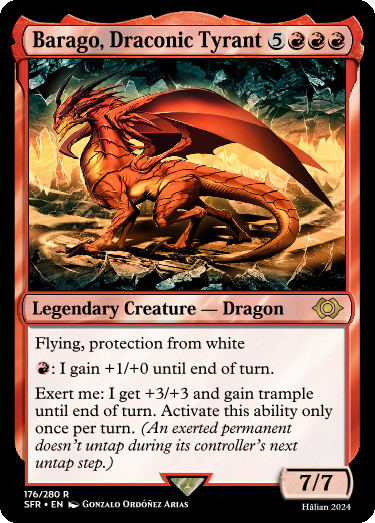 Barago, Draconic Tyrant 5
Legendary Creature — Dragon
Flying, protection from white
: I gain +1/+0 until end of turn.
Exert me: I get +3/+3 and gain trample
until end of turn. Activate this ability only
once per turn. (An exerted permanent
doesn't untap during its controller's next
untap step.)
7/7
176/280 R
SFR • EN Gonzalo Ordóñez Arias
Hālian 2024